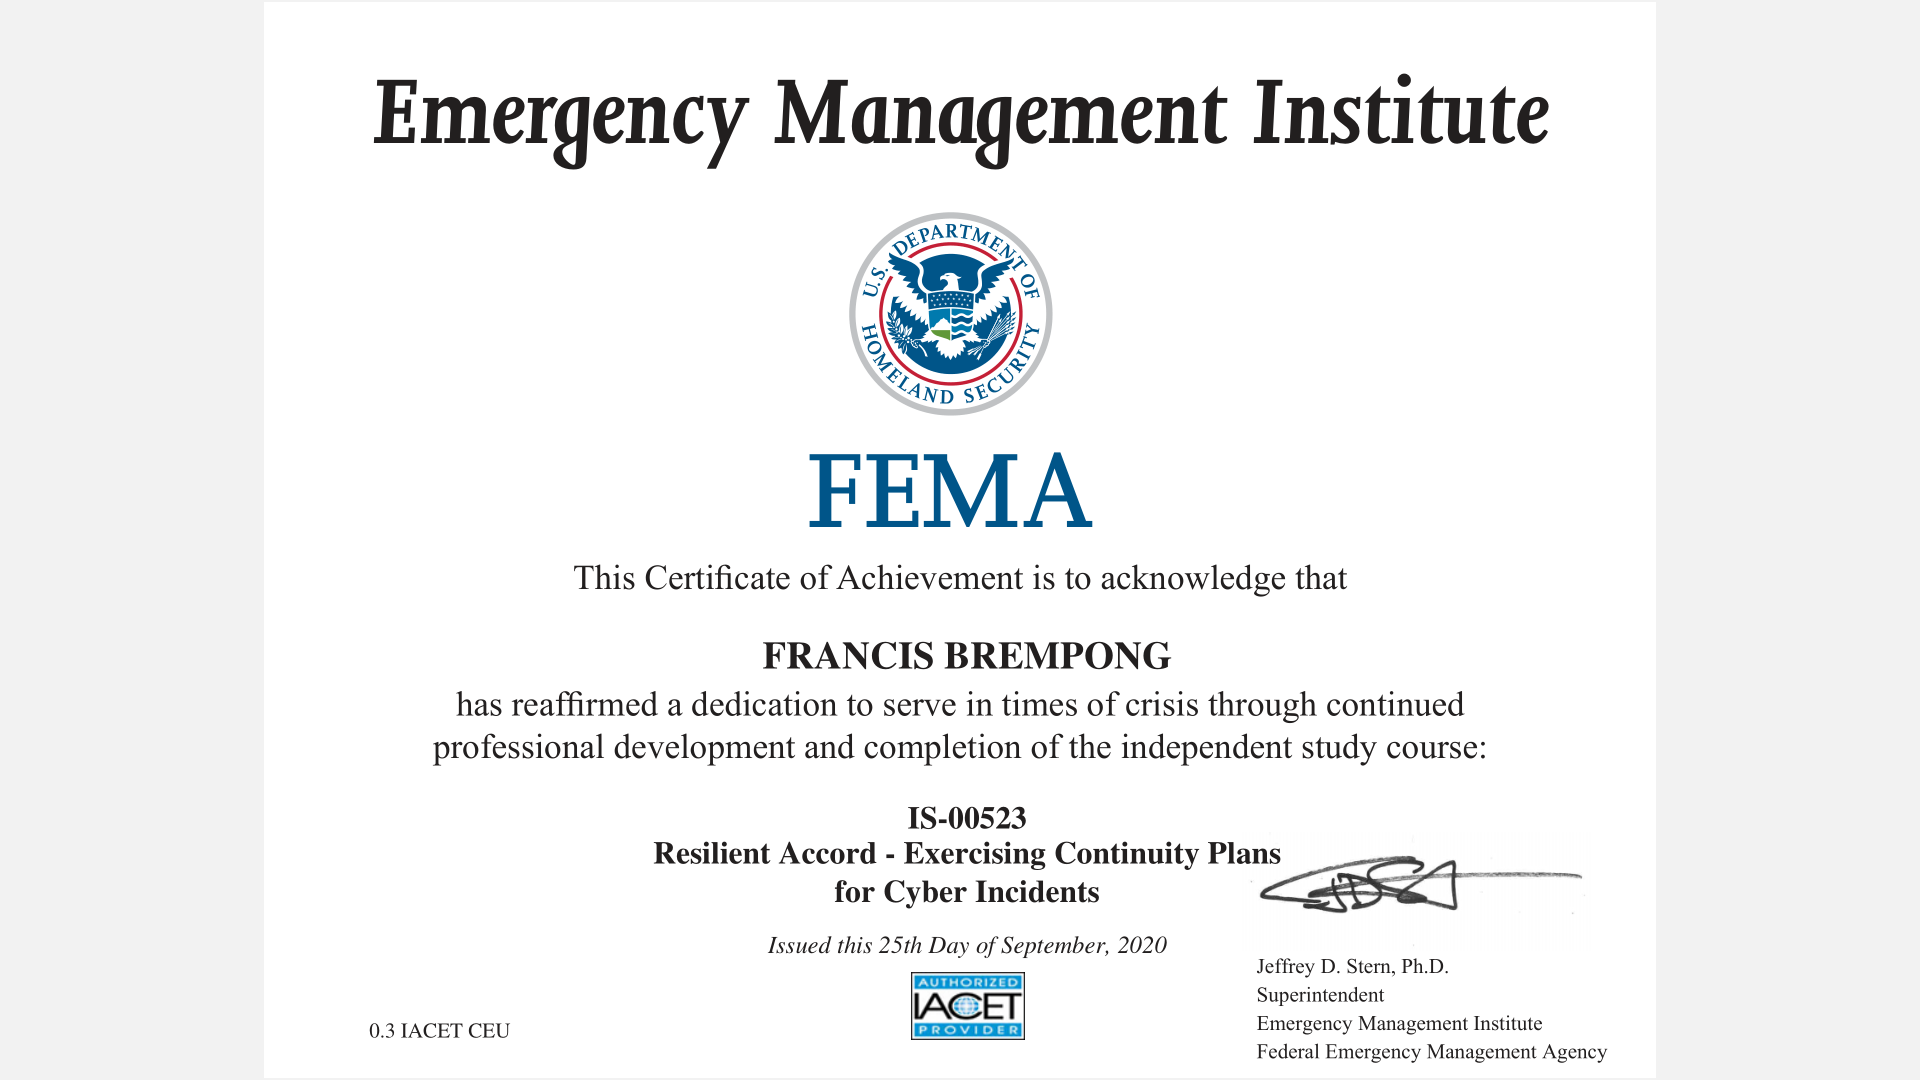 Emergency Management Institute
U.S. DEPARTMENT OF
HOMELAND SECURITY
FEMA
This Certificate of Achievement is to acknowledge that
FRANCIS BREMPONG
has reaffirmed a dedication to serve in times of crisis through continued
professional development and completion of the independent study course:
IS-00523
Resilient Accord - Exercising Continuity Plans
for Cyber Incidents
Issued this 25th Day of September, 2020
AUTHORIZED
IACET
PROVIDER
0.3 IACET CEU
Jeffrey D. Stern, Ph.D.
Superintendent
Emergency Management Institute
Federal Emergency Management Agency